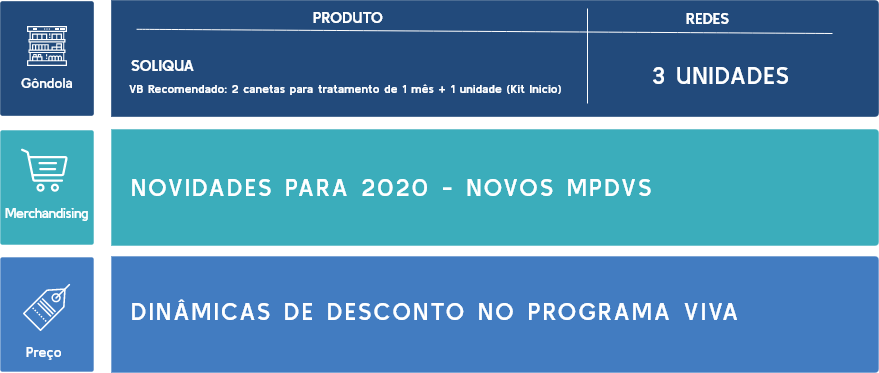 PRODUTO
REDES
Gôndola
SOLIQUA
VB Recomendado: 2 canetas para tratamento de 1 mês + 1 unidade (Kit Inicio)
3 UNIDADES
Merchandising
NOVIDADES PARA 2020 - NOVOS MPDVS
Preço
DINÂMICAS DE DESCONTO NO PROGRAMA VIVA